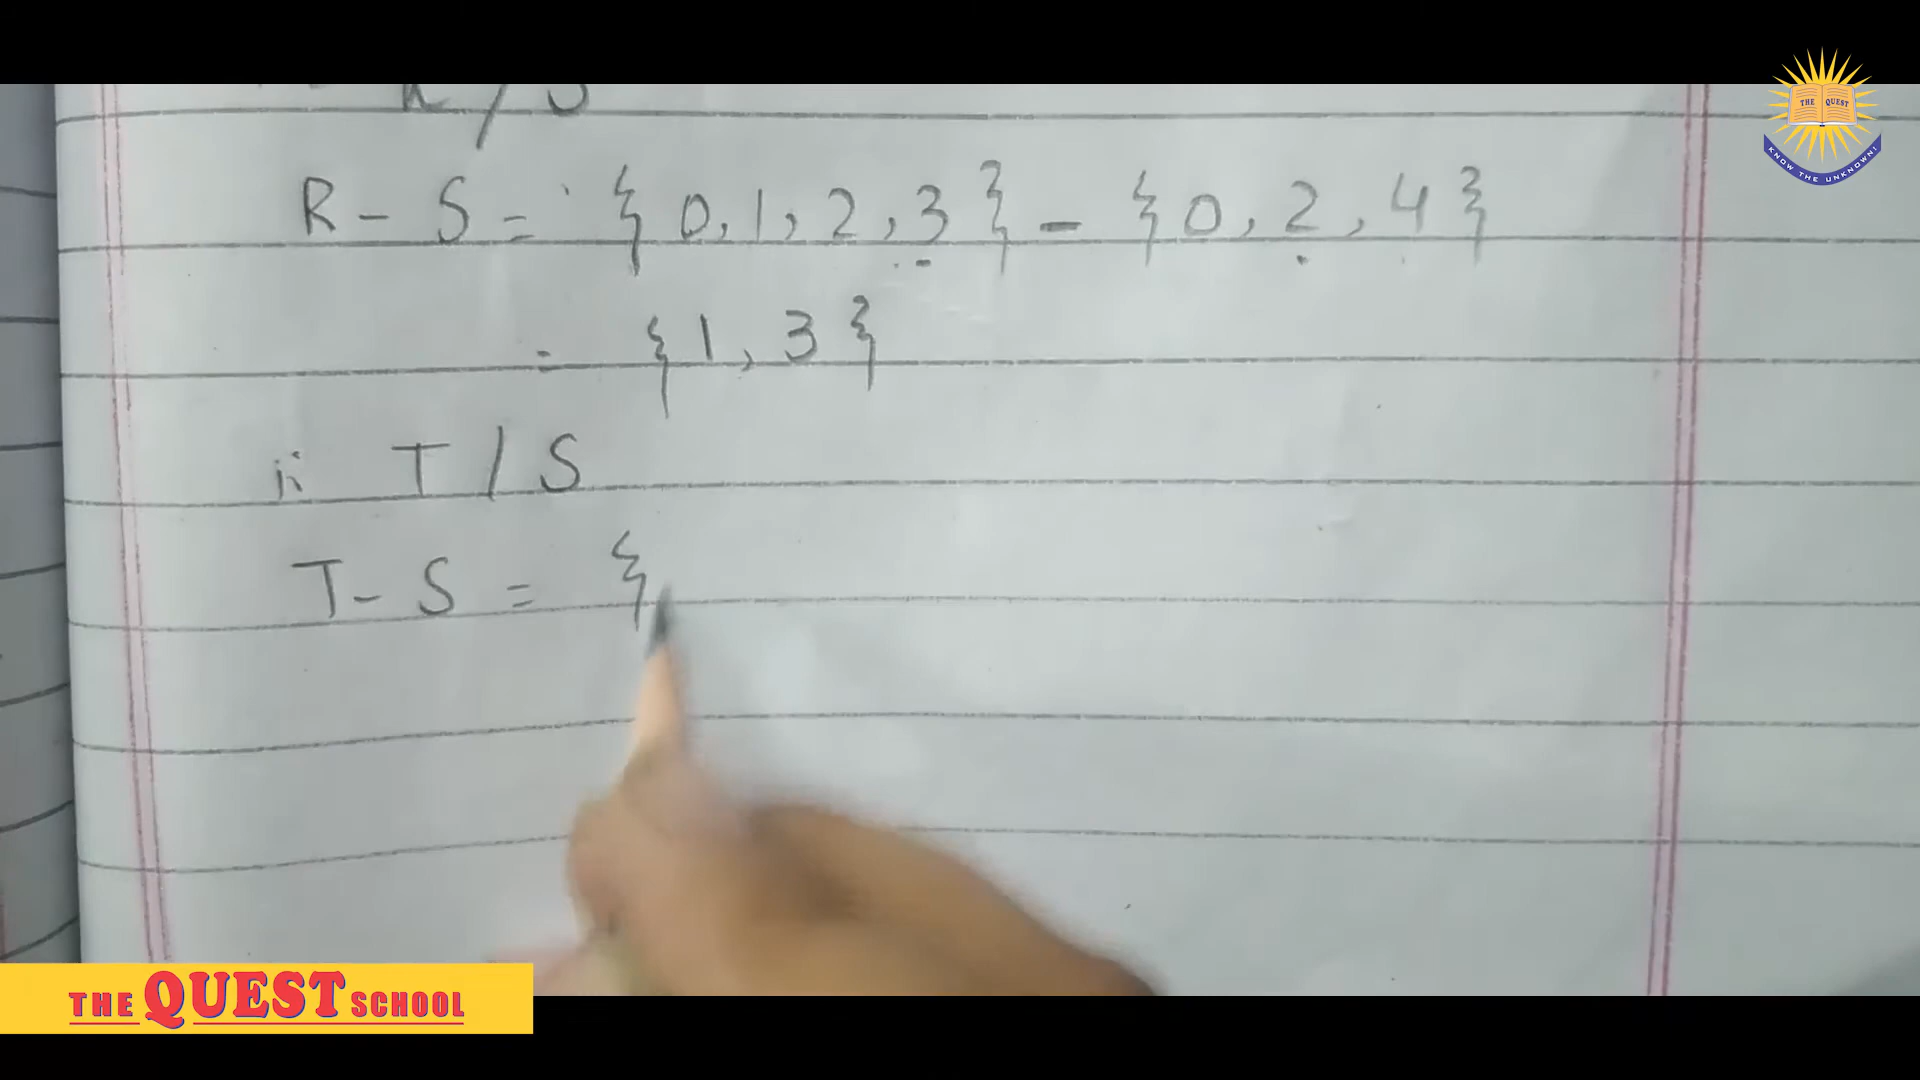 R / S
R - S = {0, 1, 2, 3} - {0, 2, 4}
= {1, 3}
ii T / S
T - S = {
THE QUEST
KNOW THE UNKNOWN!
THE QUEST SCHOOL